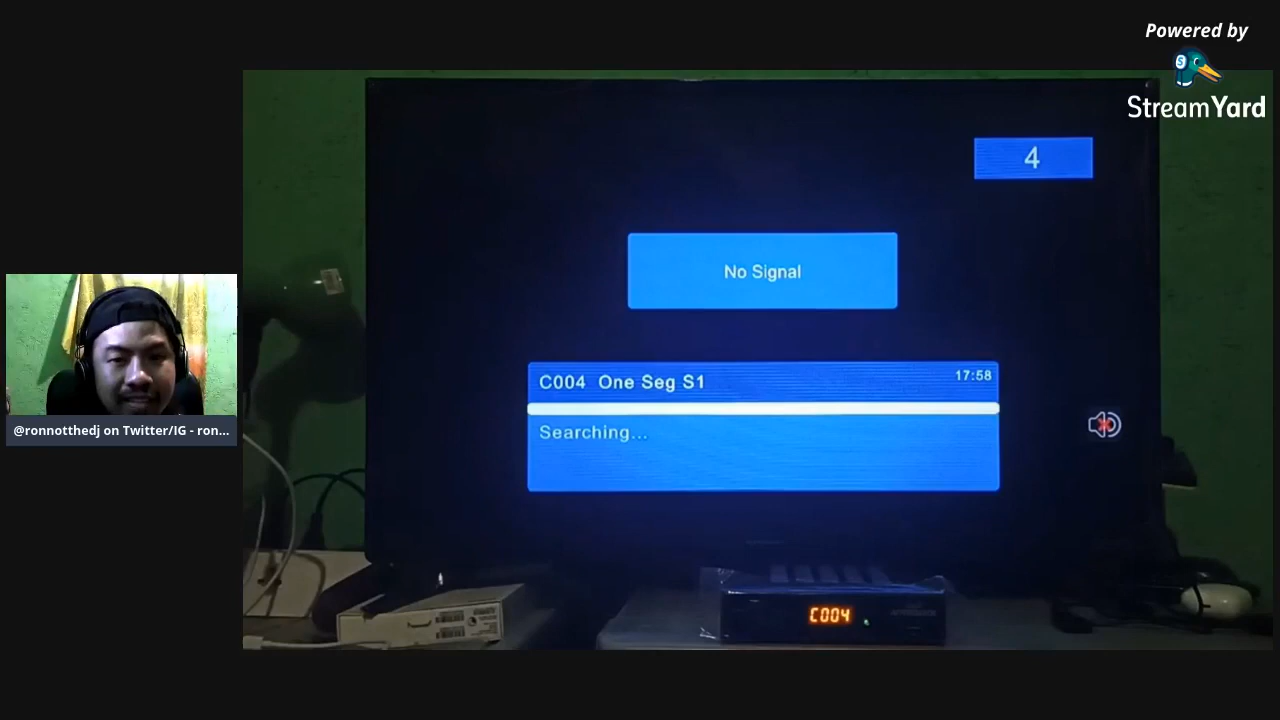 Powered by
StreamYard
4
No Signal
C004 One Seg S1
17:58
Searching...
@ronnotthedj on Twitter/IG - ron...
C004